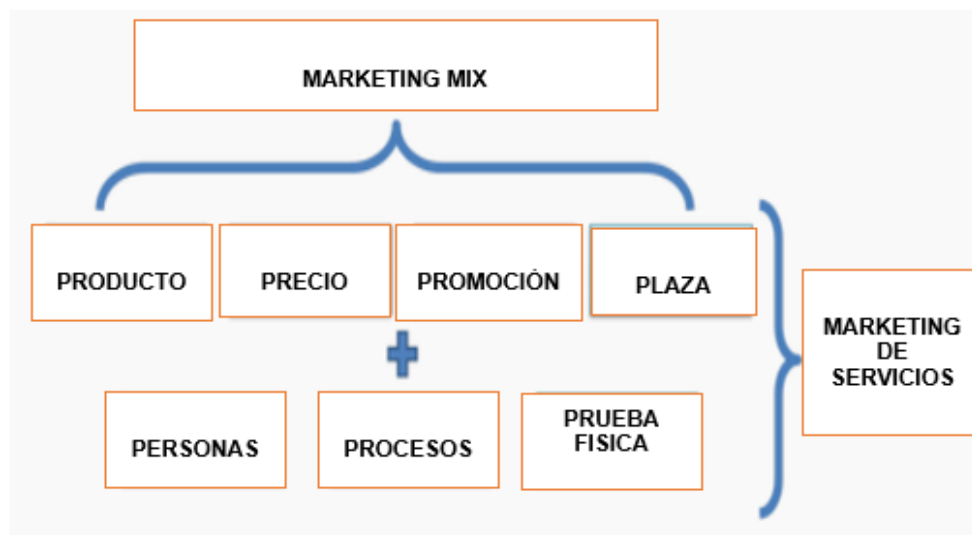 MARKETING MIX
PRODUCTO
PRECIO
PROMOCIÓN
PLAZA
MARKETING
DE
SERVICIOS
PERSONAS
PROCESOS
PRUEBA
FISICA